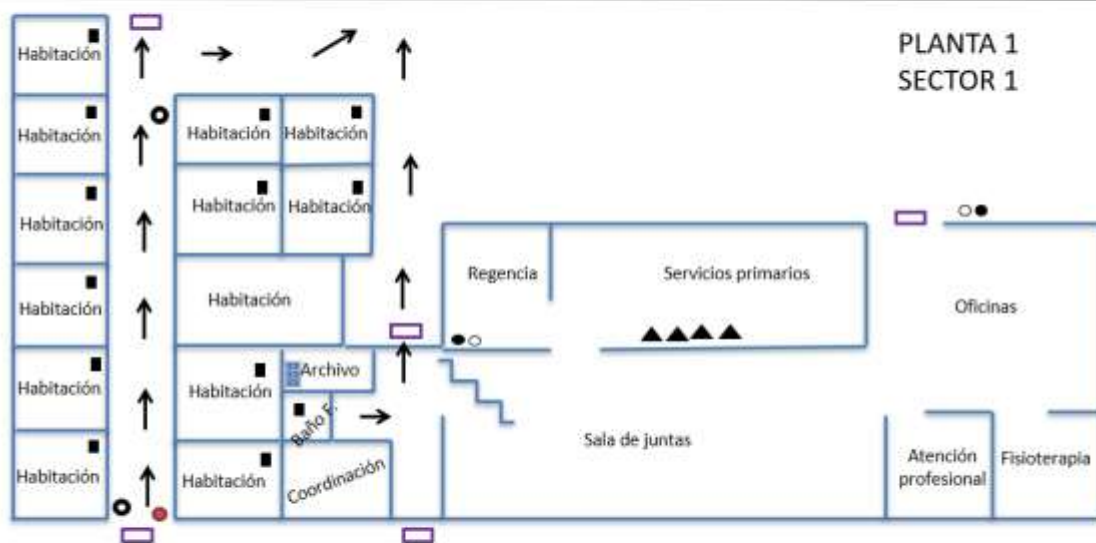 PLANTA 1
SECTOR 1
Habitación
Habitación
Habitación
Habitación
Habitación
Habitación
Habitación
Habitación
Habitación
Habitación
Habitación
Habitación
Habitación
Archivo
Baño F.
Coordinación
Regencia
Servicios primarios
Oficinas
Sala de juntas
Atención
profesional
Fisioterapia